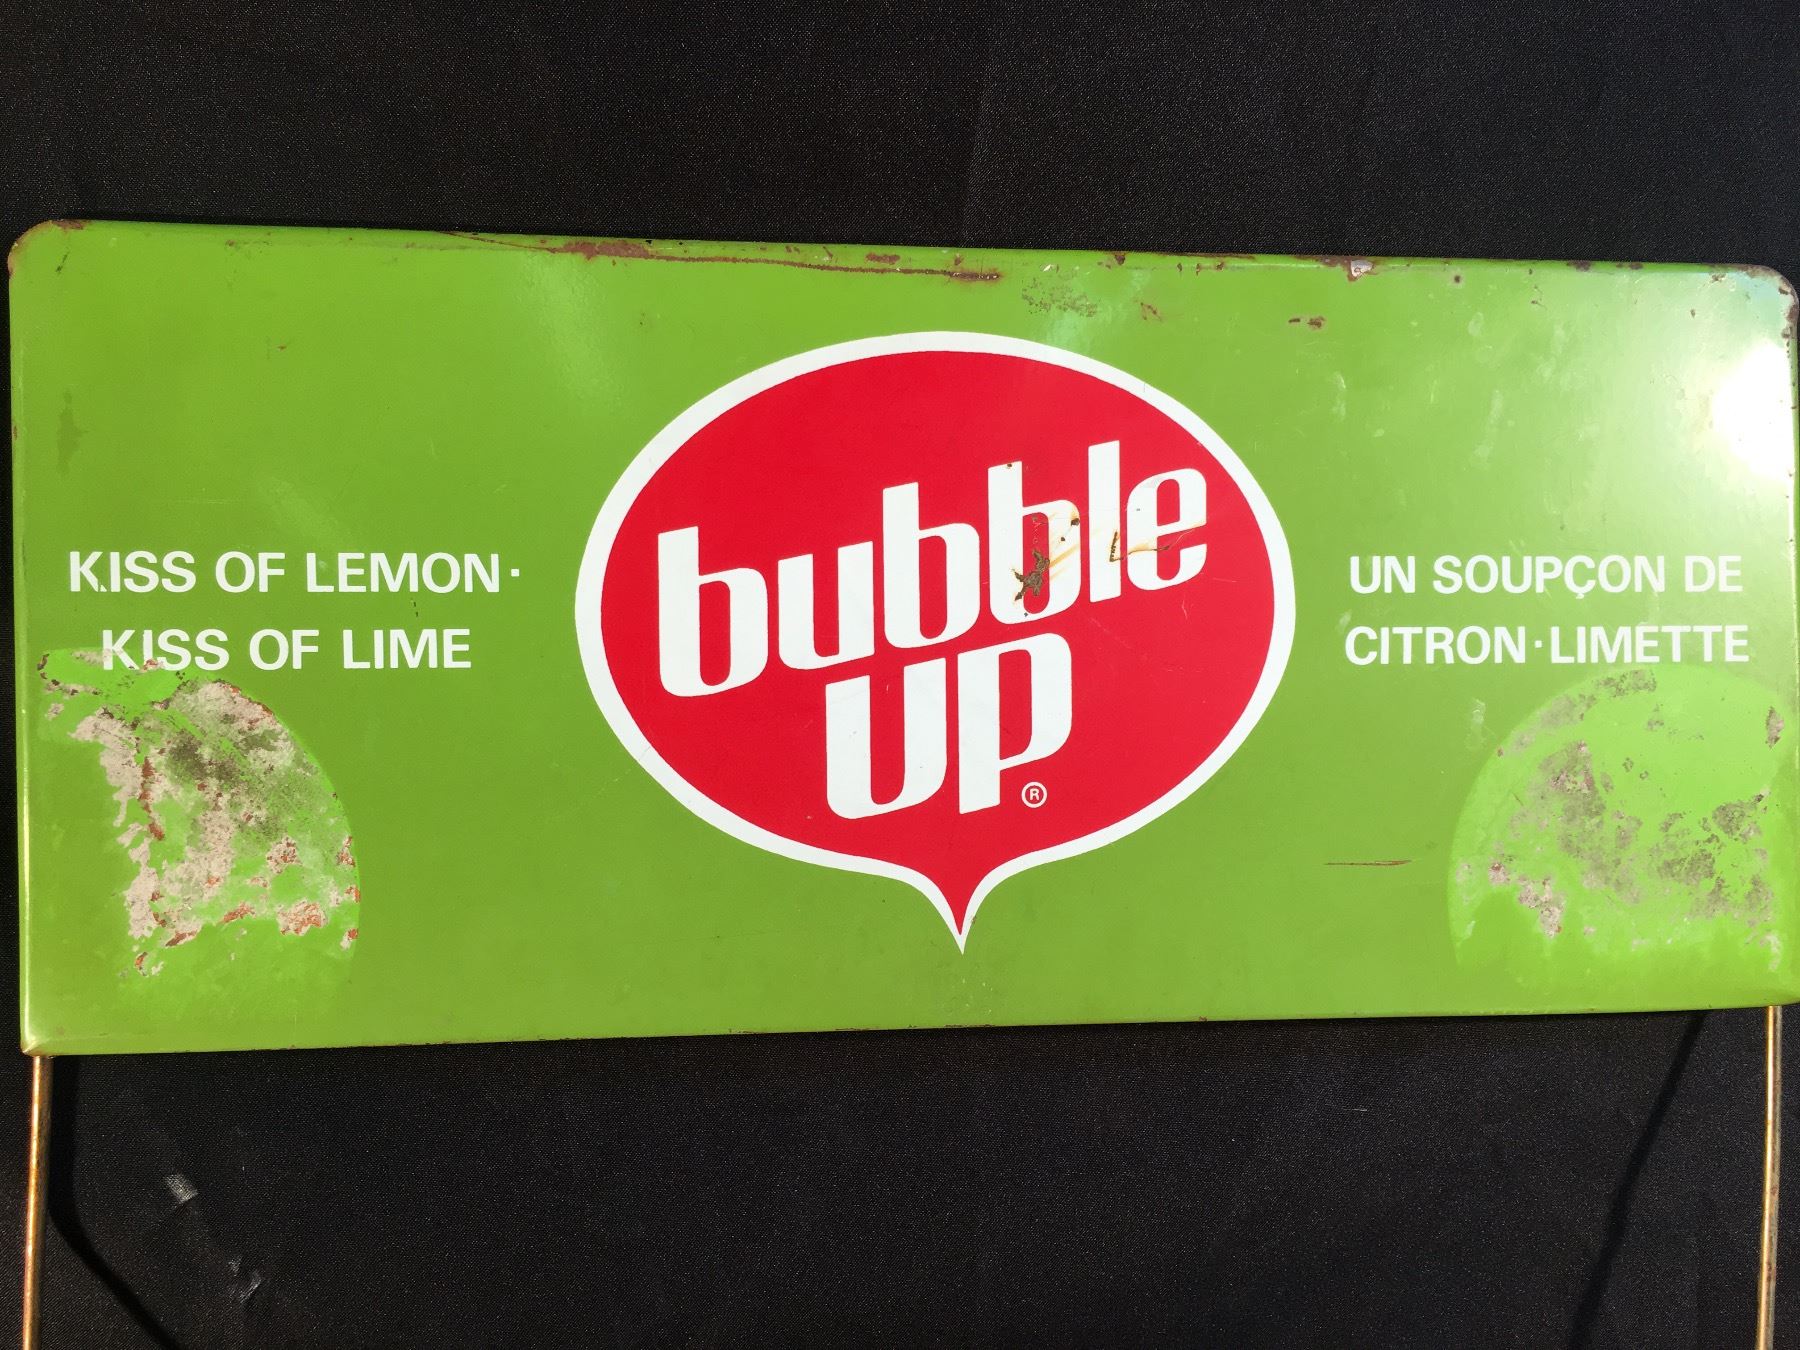 KISS OF LEMON·
KISS OF LIME
bubble
up®
UN SOUPÇON DE
CITRON·LIMETTE